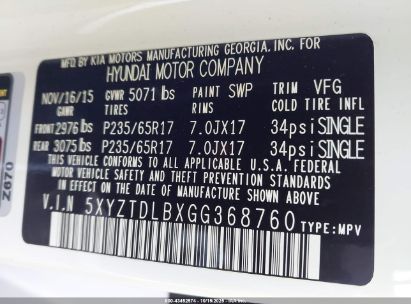 MFD. BY KIA MOTORS MANUFACTURING GEORGIA, INC. FOR
HYUNDAI MOTOR COMPANY
NOV/16/15 GVWR 5071 lbs PAINT SWP TRIM VFG
GAWR TIRES RIMS COLD TIRE INFL
FRONT 2976 lbs P235/65R17 7.0JX17 34psi SINGLE
REAR 3075 lbs P235/65R17 7.0JX17 34psi SINGLE
THIS VEHICLE CONFORMS TO ALL APPLICABLE U.S.A. FEDERAL
MOTOR VEHICLE SAFETY, BUMPER, AND THEFT PREVENTION
STANDARDS IN EFFECT ON THE DATE OF MANUFACTURE SHOWN ABOVE.
V.I.N 5XYZTDLBXGG368760 TYPE: MPV
Z670